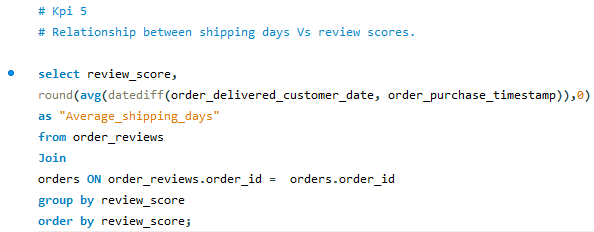 # Kpi 5
# Relationship between shipping days Vs review scores.
select review_score,
round(avg(datediff(order_delivered_customer_date, order_purchase_timestamp)),0)
as "Average_shipping_days"
from order_reviews
Join
orders ON order_reviews.order_id =  orders.order_id
group by review_score
order by review_score;